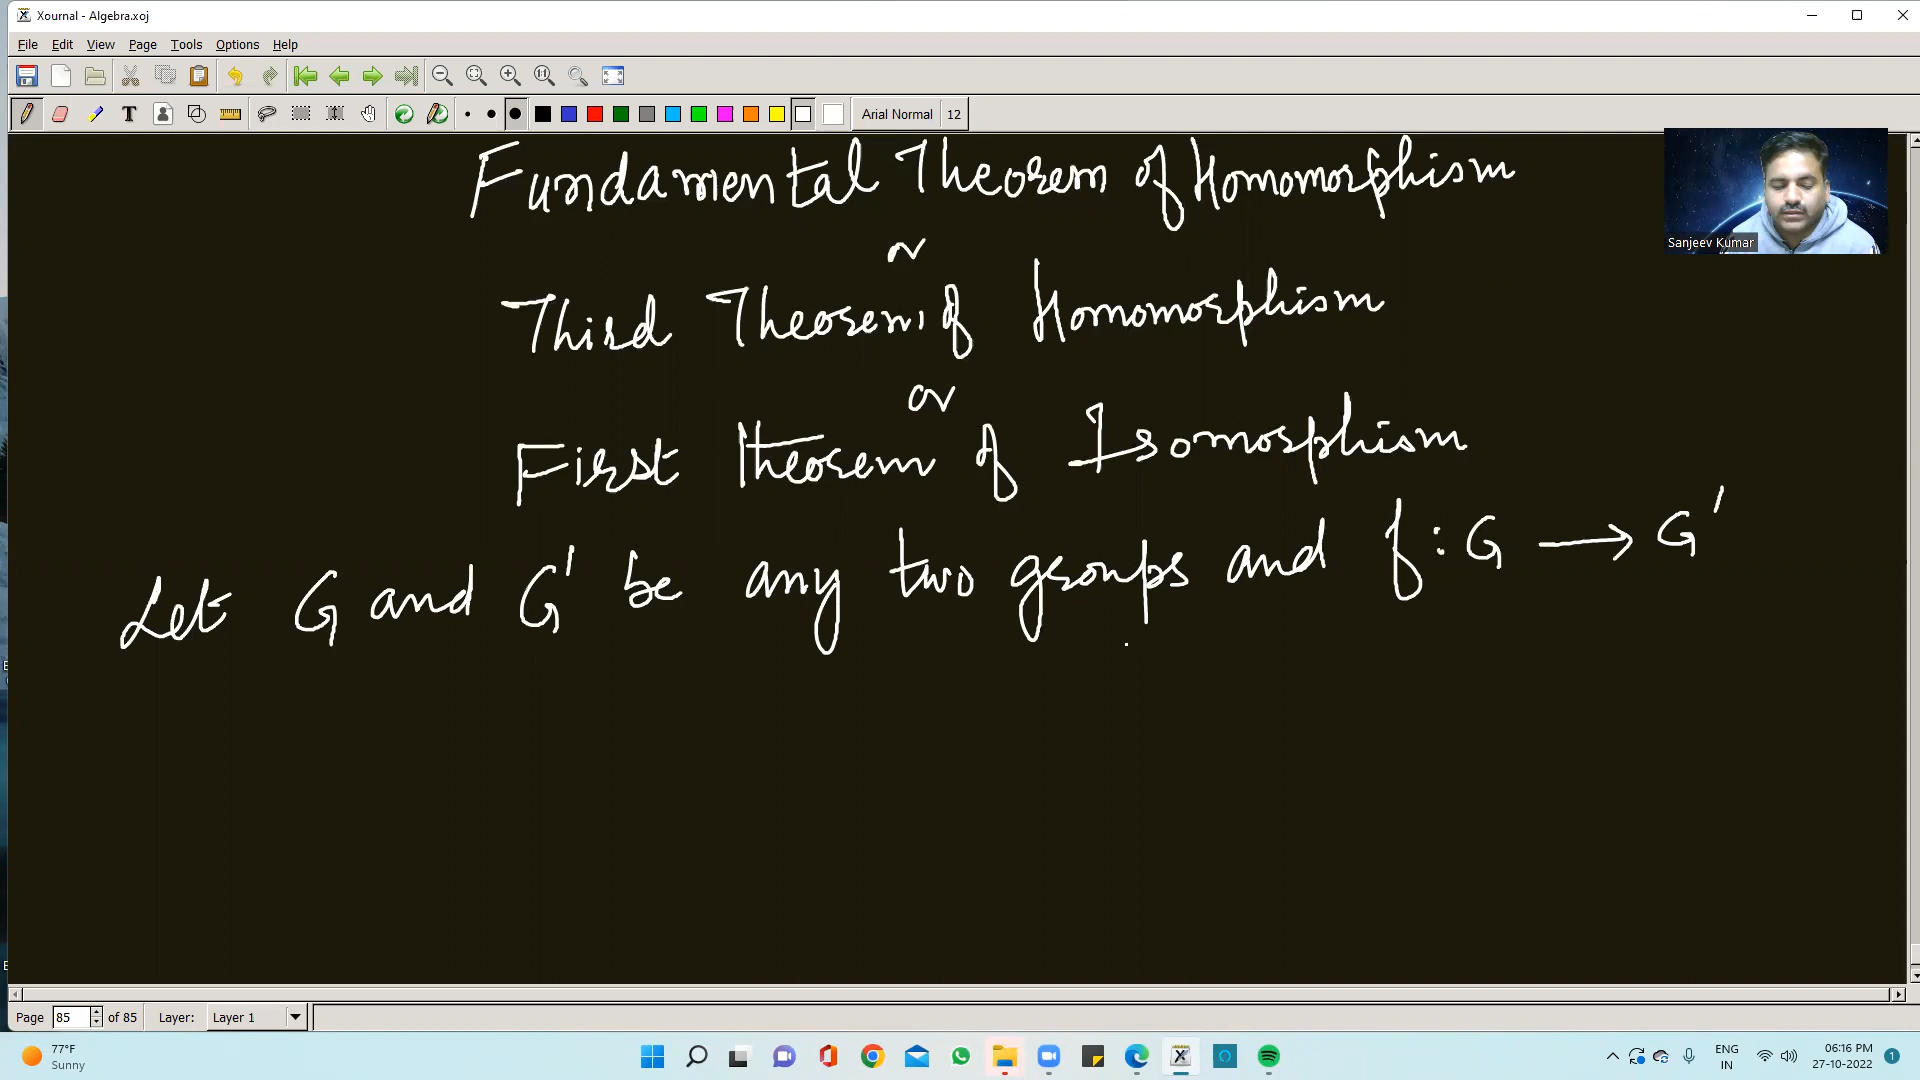 Xournal - Algebra.xoj
File Edit View Page Tools Options Help
Arial Normal 12
Fundamental Theorem of Homomorphism
or
Third Theorem of Homomorphism
or
First Theorem of Isomorphism
Let G and G' be any two groups and f : G → G'
Sanjeev Kumar
Page 85 of 85 Layer: Layer 1
77°F
Sunny
ENG
IN
06:16 PM
27-10-2022
1